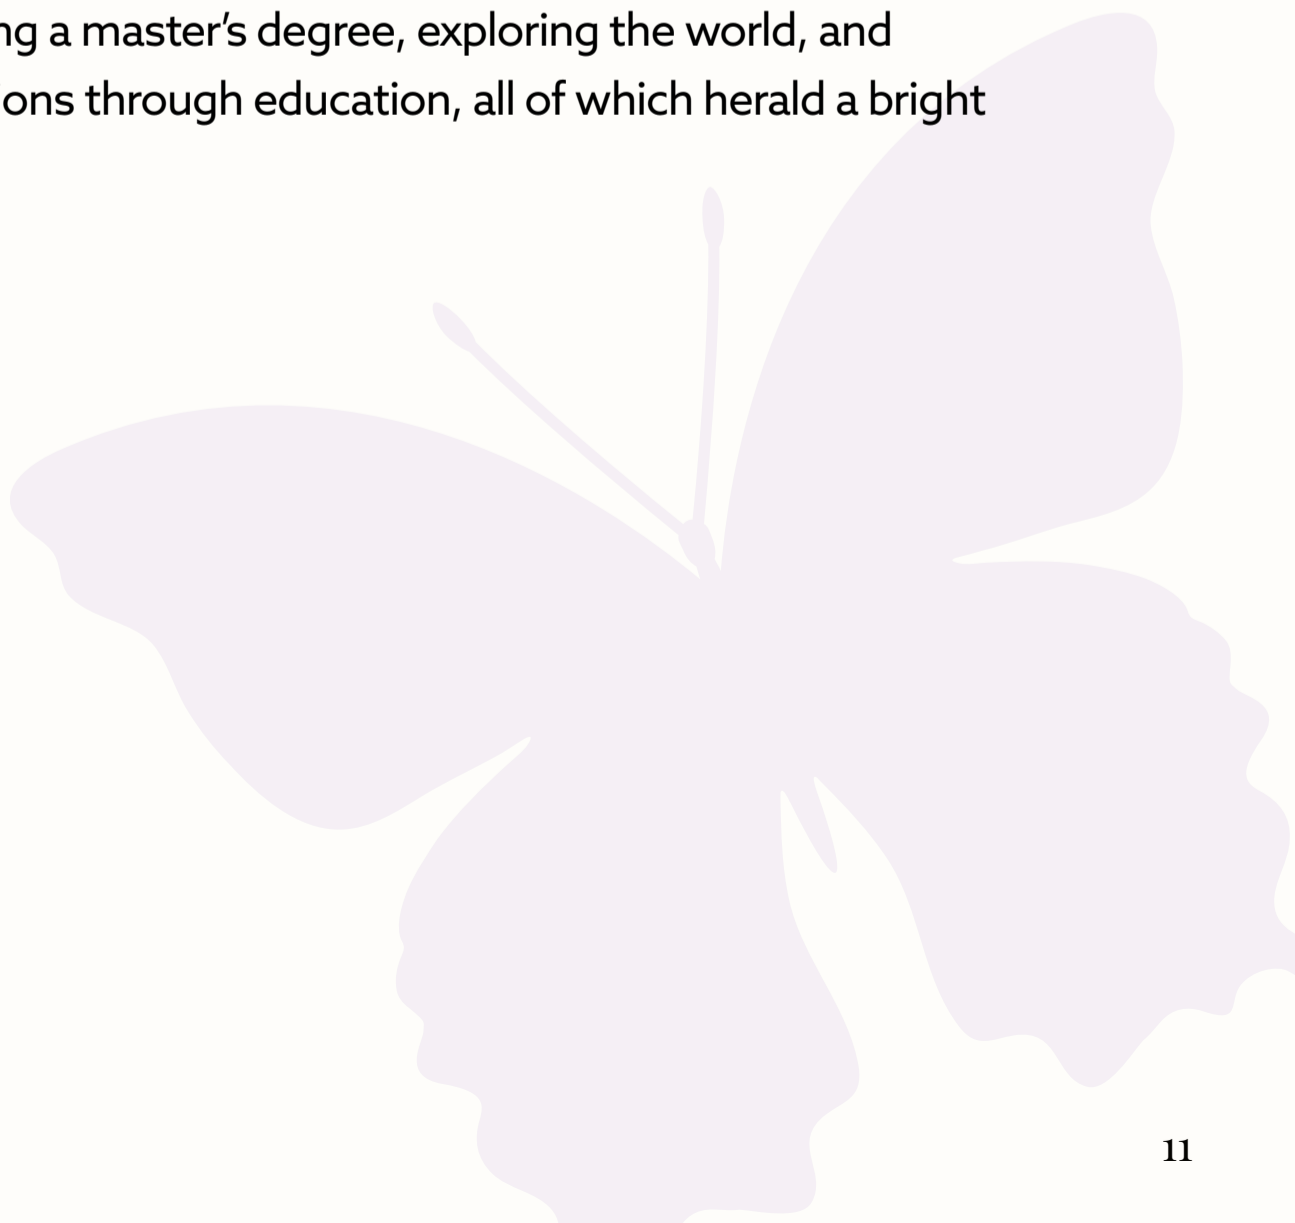 ng a master’s degree, exploring the world, and
ons through education, all of which herald a bright
11